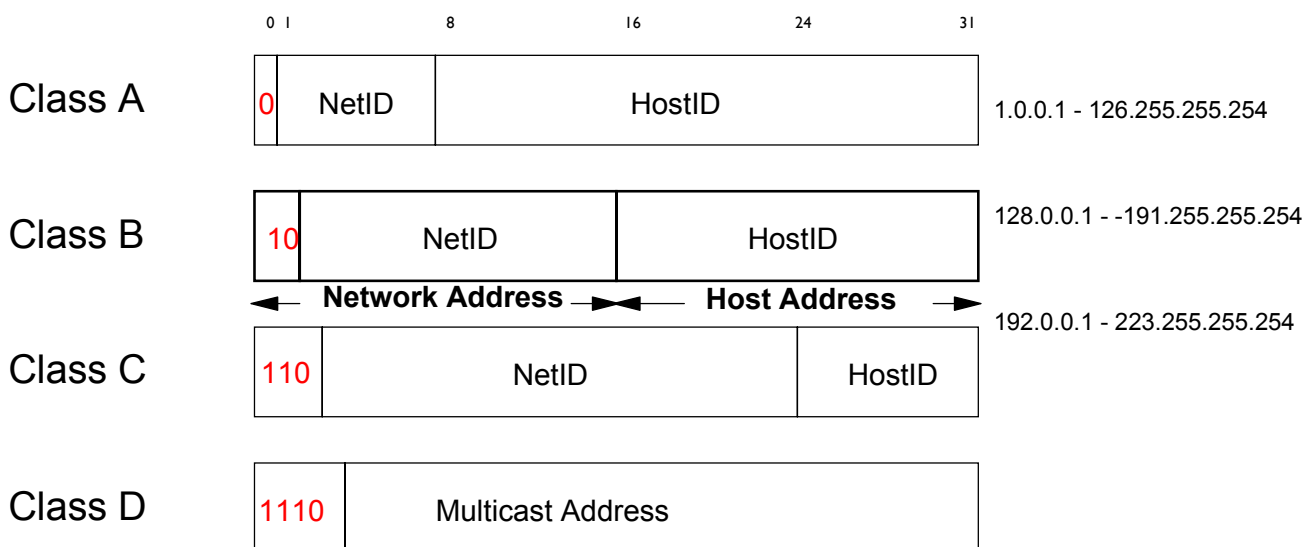 0 1 8 16 24 31
Class A 0 NetID HostID 1.0.0.1 - 126.255.255.254
Class B 10 NetID HostID 128.0.0.1 - -191.255.255.254
Network Address Host Address
192.0.0.1 - 223.255.255.254
Class C 110 NetID HostID
Class D 1110 Multicast Address